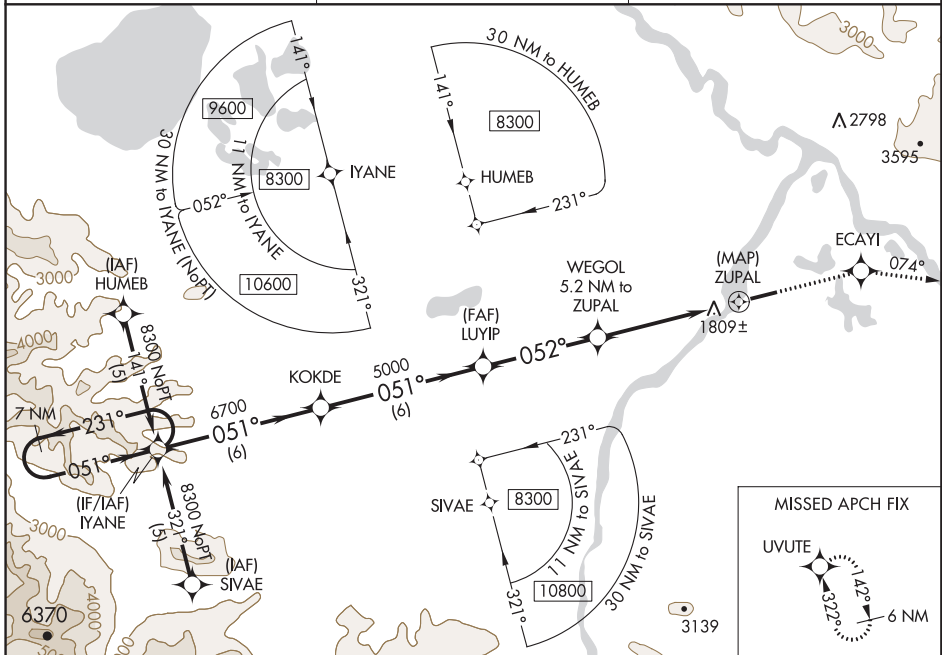 3000
2798
3595
141°
9600
30 NM to IYANE (NoPT)
11 NM to IYANE
8300
052°
10600
IYANE
321°
30 NM to HUMEB
141°
8300
HUMEB
231°
ECAYI
074°
(MAP)
ZUPAL
1809±
WEGOL
5.2 NM to
ZUPAL
(FAF)
LUYIP
052°
3000
(IAF)
HUMEB
4000
8300 NoPT
141°
(5)
KOKDE
5000
051°
(6)
6700
051°
(6)
7 NM
231°
051°
(IF/IAF)
IYANE
8300 NoPT
321°
(5)
(IAF)
SIVAE
3000
4000
6370
231°
SIVAE
8300
11 NM to SIVAE
30 NM to SIVAE
321°
10800
3139
MISSED APCH FIX
UVUTE
142°
322°
6 NM